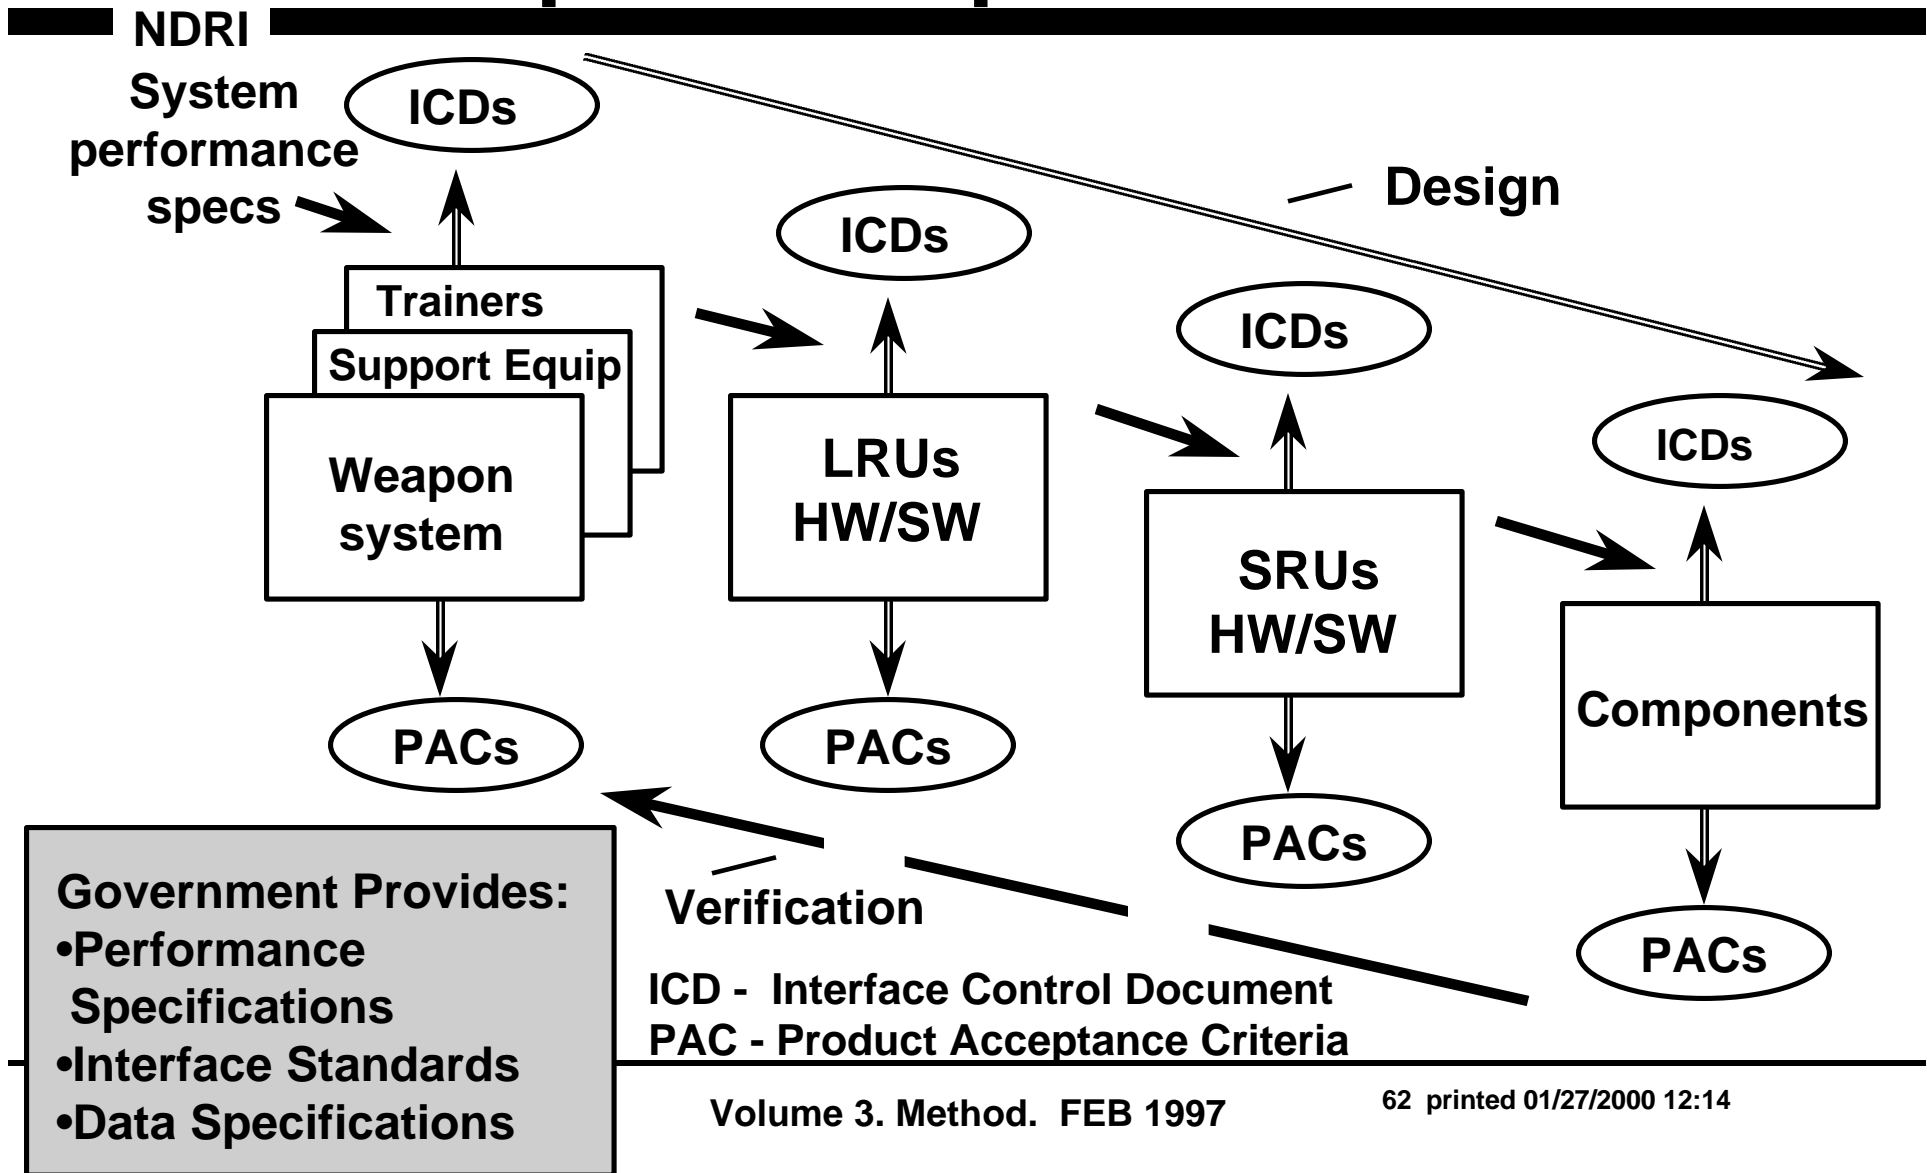 NDRI
System
performance
specs
ICDs
Design
ICDs
ICDs
ICDs
Trainers
Support Equip
Weapon
system
LRUs
HW/SW
SRUs
HW/SW
Components
PACs
PACs
PACs
PACs
Verification
Government Provides:
•Performance
Specifications
•Interface Standards
•Data Specifications
ICD - Interface Control Document
PAC - Product Acceptance Criteria
Volume 3. Method. FEB 1997
62 printed 01/27/2000 12:14